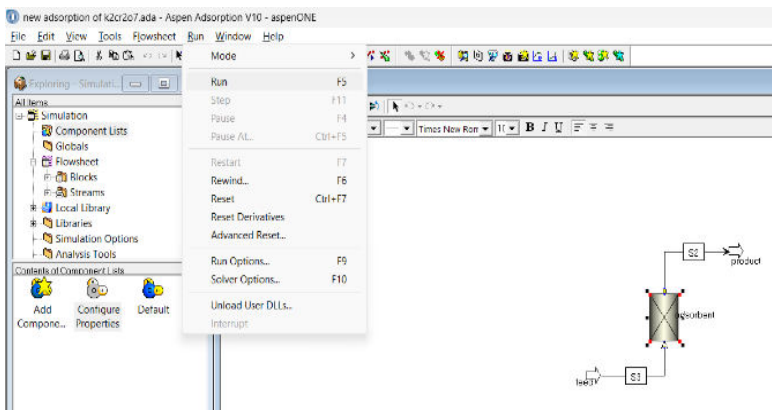 new adsorption of k2cr2o7.ada - Aspen Adsorption V10 - aspenONE
File Edit View Tools Flowsheet Run Window Help
Mode
Run F5
Step F11
Pause F4
Pause At... Ctrl+F5
Restart F7
Rewind... F6
Reset Ctrl+F7
Reset Derivatives
Advanced Reset...
Run Options... F9
Solver Options... F10
Unload User DLLs...
Interrupt
Exploring - Simulati...
All Items
Simulation
Component Lists
Globals
Flowsheet
Blocks
Streams
Local Library
Libraries
Simulation Options
Analysis Tools
Contents of Component Lists
Add Compone...
Configure Properties
Default
Times New Ron
B I U
S2
product
adsorbent
feed
S3